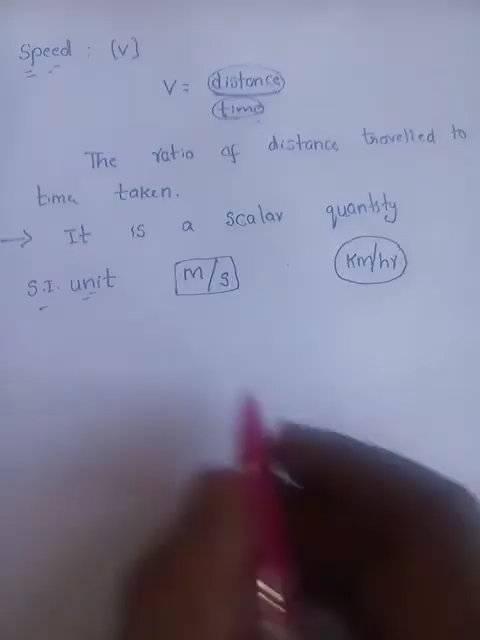 Speed : (v)
V = distance
time
The ratio of distance travelled to
time taken.
→ It is a scalar quantity
S.I. unit m/s km/hr